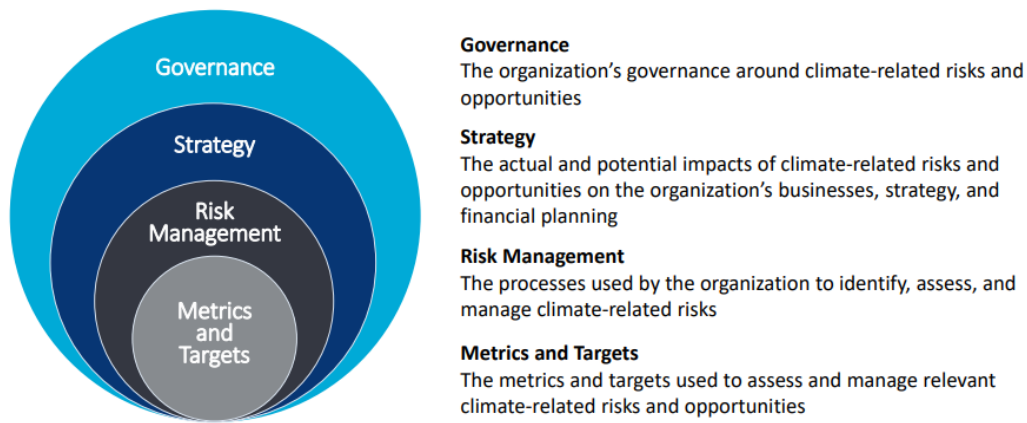 Governance
Strategy
Risk
Management
Metrics
and
Targets
Governance
The organization’s governance around climate-related risks and
opportunities
Strategy
The actual and potential impacts of climate-related risks and
opportunities on the organization’s businesses, strategy, and
financial planning
Risk Management
The processes used by the organization to identify, assess, and
manage climate-related risks
Metrics and Targets
The metrics and targets used to assess and manage relevant
climate-related risks and opportunities